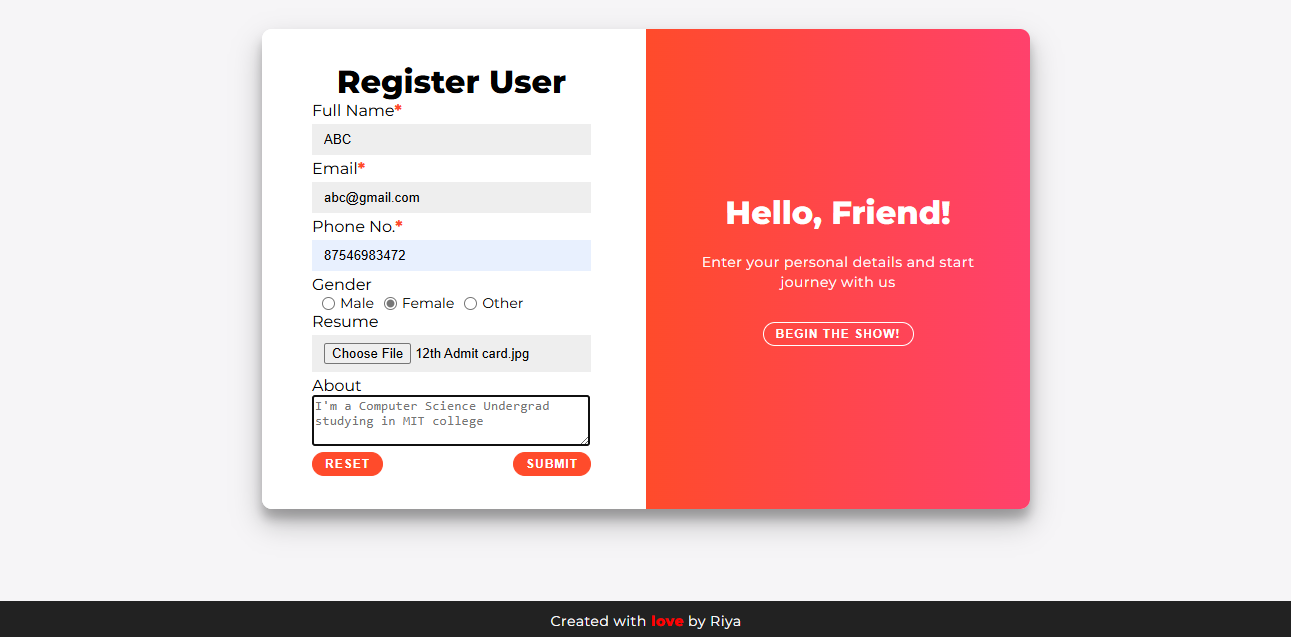 Register User
Full Name*
ABC
Email*
abc@gmail.com
Phone No.*
87546983472
Gender
Male Female Other
Resume
Choose File 12th Admit card.jpg
About
I'm a Computer Science Undergrad
studying in MIT college
RESET SUBMIT
Hello, Friend!
Enter your personal details and start
journey with us
BEGIN THE SHOW!
Created with love by Riya